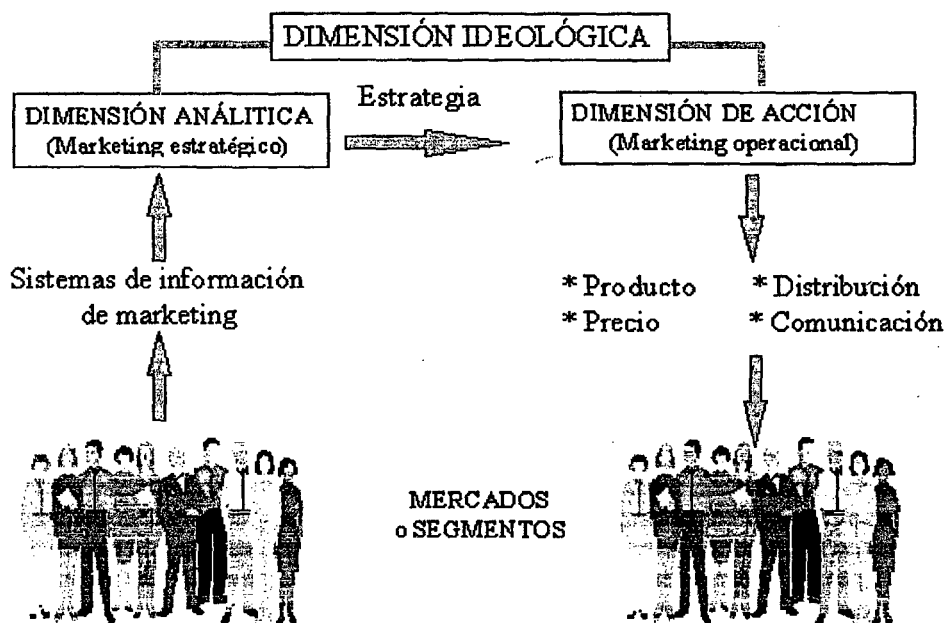 DIMENSIÓN IDEOLÓGICA
DIMENSIÓN ANÁLITICA
(Marketing estratégico)
Estrategia
DIMENSIÓN DE ACCIÓN
(Marketing operacional)
Sistemas de información
de marketing
* Producto * Distribución
* Precio * Comunicación
MERCADOS
o SEGMENTOS